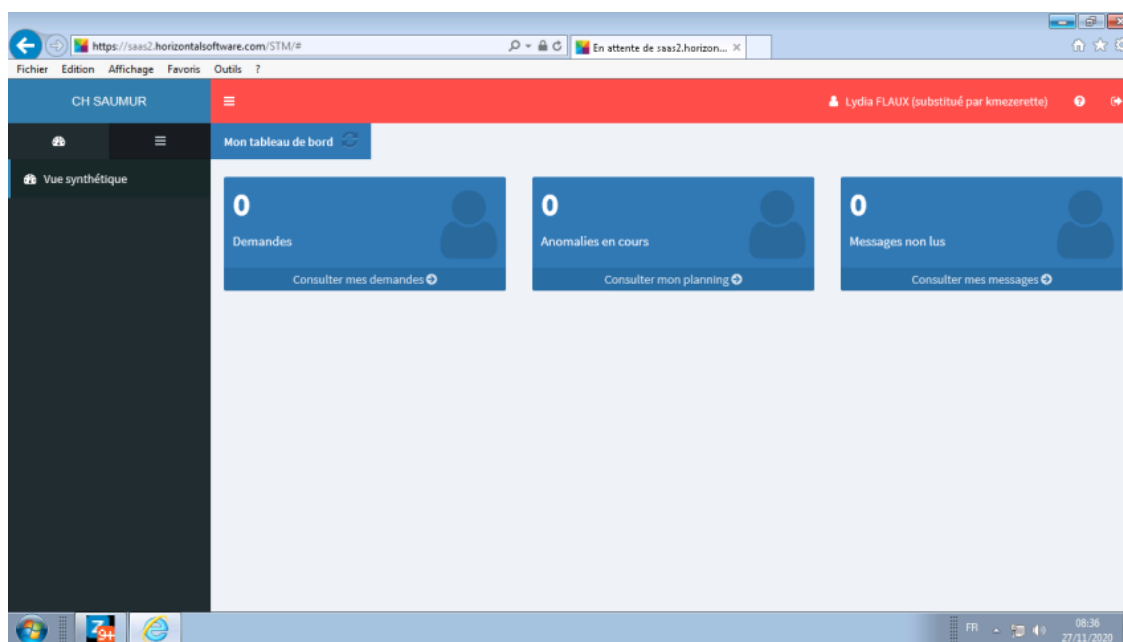 https://saas2.horizontalsoftware.com/STM/#
En attente de saas2.horizon...
Fichier Edition Affichage Favoris Outils ?
CH SAUMUR
Lydia FLAUX (substitué par kmezerette)
Mon tableau de bord
Vue synthétique
0
Demandes
Consulter mes demandes
0
Anomalies en cours
Consulter mon planning
0
Messages non lus
Consulter mes messages
Z
9+
FR
08:36
27/11/2020